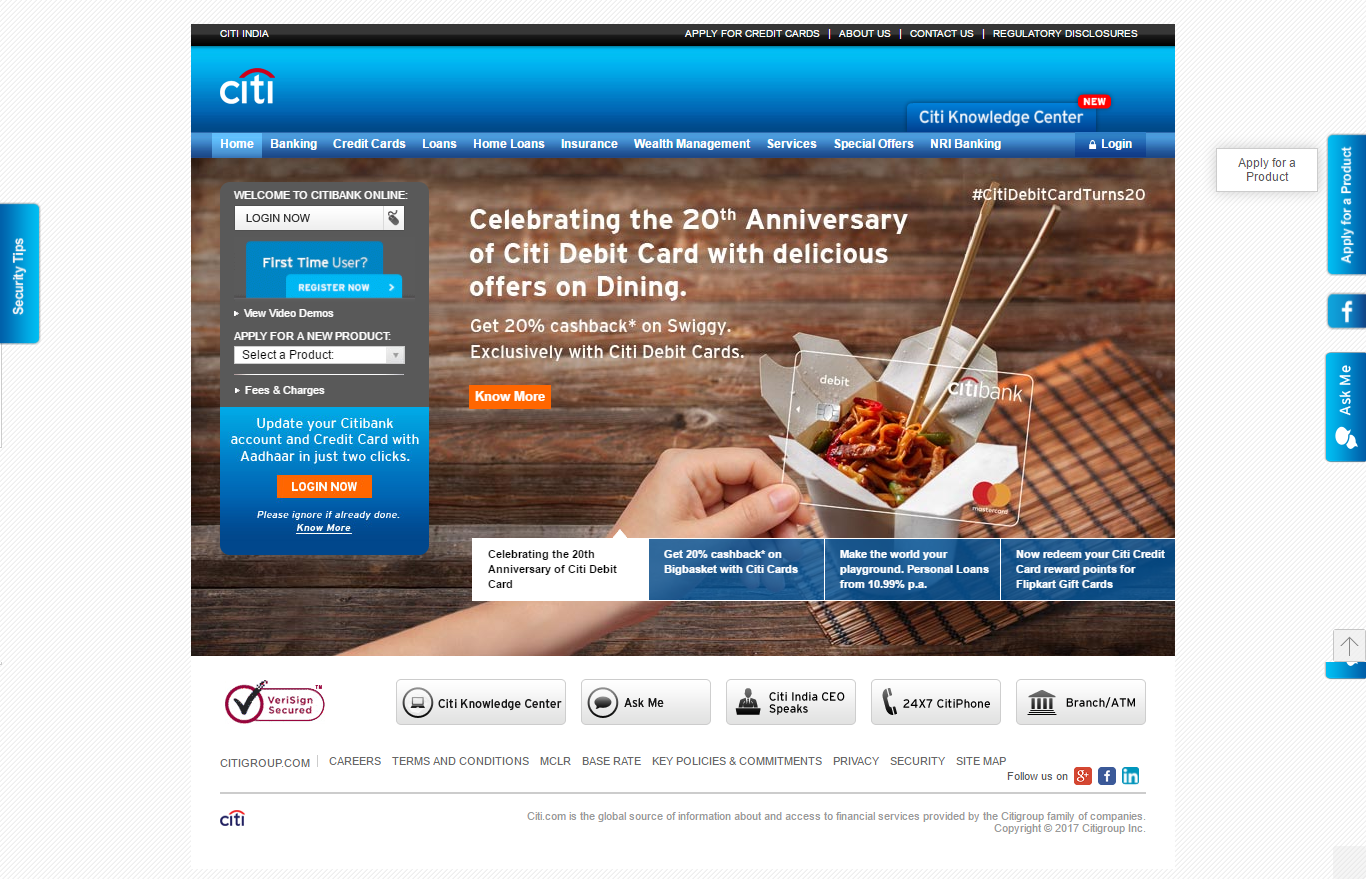 CITI INDIA
APPLY FOR CREDIT CARDS | ABOUT US | CONTACT US | REGULATORY DISCLOSURES
citi
NEW
Citi Knowledge Center
Home Banking Credit Cards Loans Home Loans Insurance Wealth Management Services Special Offers NRI Banking Login
Security Tips
WELCOME TO CITIBANK ONLINE:
LOGIN NOW
First Time User?
REGISTER NOW >
View Video Demos
APPLY FOR A NEW PRODUCT:
Select a Product:
Fees & Charges
Update your Citibank
account and Credit Card with
Aadhaar in just two clicks.
LOGIN NOW
Please ignore if already done.
Know More
#CitiDebitCardTurns20
Celebrating the 20th Anniversary
of Citi Debit Card with delicious
offers on Dining.
Get 20% cashback* on Swiggy.
Exclusively with Citi Debit Cards.
Know More
debit
citibank
mastercard
Celebrating the 20th
Anniversary of Citi Debit
Card
Get 20% cashback* on
Bigbasket with Citi Cards
Make the world your
playground. Personal Loans
from 10.99% p.a.
Now redeem your Citi Credit
Card reward points for
Flipkart Gift Cards
Apply for a
Product
Apply for a Product
f
Ask Me
VeriSign
Secured
TM
Citi Knowledge Center
Ask Me
Citi India CEO
Speaks
24X7 CitiPhone
Branch/ATM
CITIGROUP.COM | CAREERS TERMS AND CONDITIONS MCLR BASE RATE KEY POLICIES & COMMITMENTS PRIVACY SECURITY SITE MAP
Follow us on g+ f in
citi
Citi.com is the global source of information about and access to financial services provided by the Citigroup family of companies.
Copyright © 2017 Citigroup Inc.